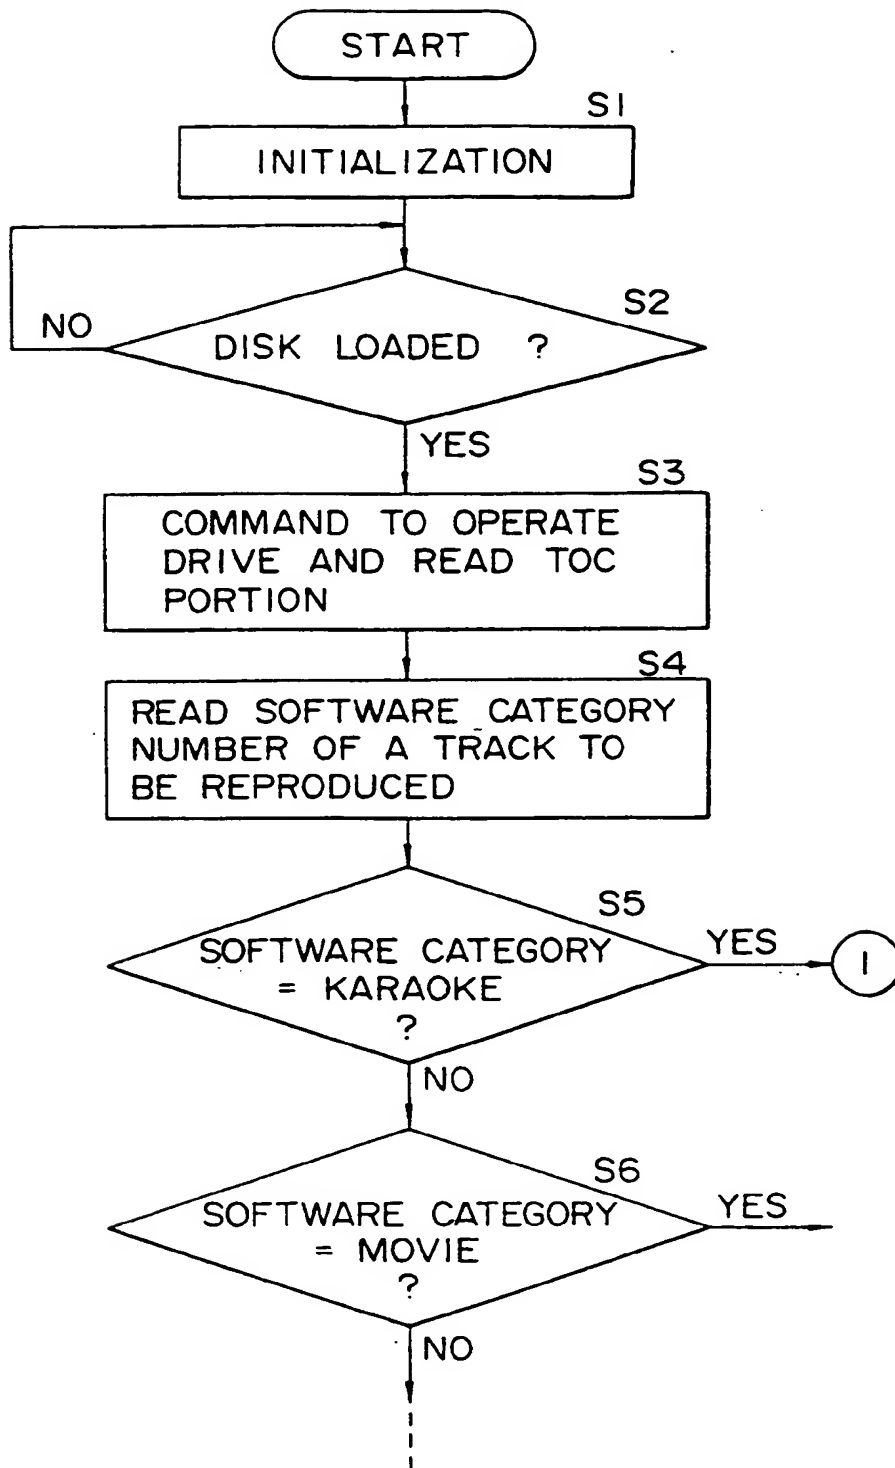 START
S1
INITIALIZATION
S2
NO
DISK LOADED ?
YES
S3
COMMAND TO OPERATE
DRIVE AND READ TOC
PORTION
S4
READ SOFTWARE CATEGORY
NUMBER OF A TRACK TO
BE REPRODUCED
S5
SOFTWARE CATEGORY
= KARAOKE
?
YES
1
NO
S6
SOFTWARE CATEGORY
= MOVIE
?
YES
NO